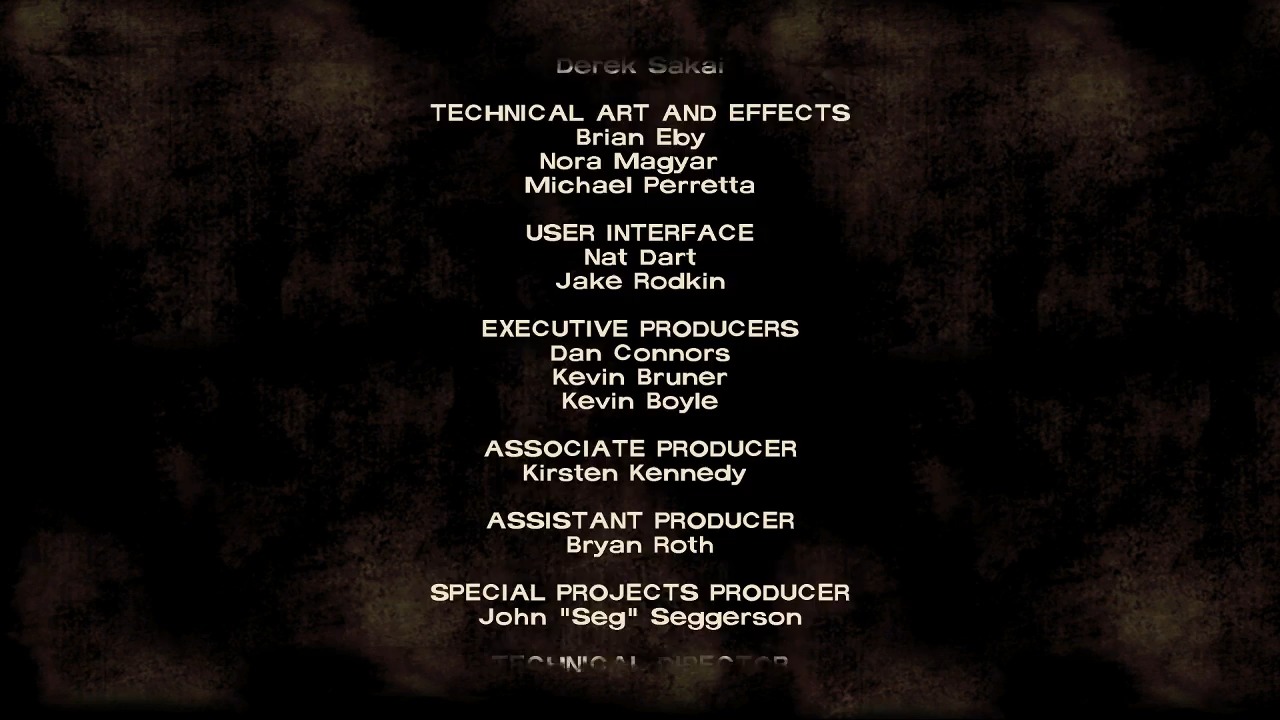 Derek Sakai
TECHNICAL ART AND EFFECTS
Brian Eby
Nora Magyar
Michael Perretta
USER INTERFACE
Nat Dart
Jake Rodkin
EXECUTIVE PRODUCERS
Dan Connors
Kevin Bruner
Kevin Boyle
ASSOCIATE PRODUCER
Kirsten Kennedy
ASSISTANT PRODUCER
Bryan Roth
SPECIAL PROJECTS PRODUCER
John "Seg" Seggerson
TECHNICAL DIRECTOR